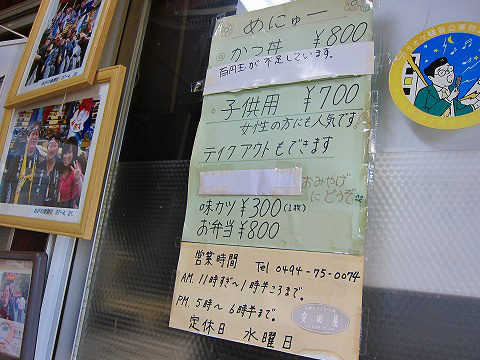 めにゅー
かつ丼 ¥800
百円玉が不足しています。
子供用 ¥700
女性の方にも人気です
テイクアウトもできます
おみやげ
にどうぞ
味カツ¥300(1枚)
お弁当¥800
営業時間
Tel 0494-75-0074
AM. 11時すぎ〜1時半ころまで。
PM. 5時〜6時半まで。
定休日 水曜日
安田屋